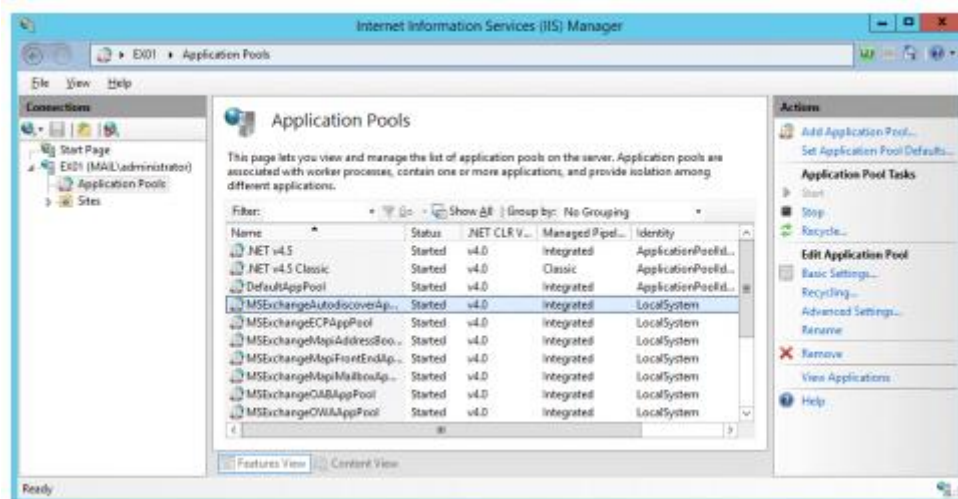 Internet Information Services (IIS) Manager
EX01 Application Pools
File View Help
Connections
Start Page
EX01 (MAIL\administrator)
Application Pools
Sites
Application Pools
This page lets you view and manage the list of application pools on the server. Application pools are
associated with worker processes, contain one or more applications, and provide isolation among
different applications.
Filter: Go Show All Group by: No Grouping
Name Status .NET CLR V... Managed Pipel... Identity
.NET v4.5 Started v4.0 Integrated ApplicationPoolId...
.NET v4.5 Classic Started v4.0 Classic ApplicationPoolId...
DefaultAppPool Started v4.0 Integrated ApplicationPoolId...
MSExchangeAutodiscoverAp... Started v4.0 Integrated LocalSystem
MSExchangeECPAppPool Started v4.0 Integrated LocalSystem
MSExchangeMapiAddressBoo... Started v4.0 Integrated LocalSystem
MSExchangeMapiFrontEndAp... Started v4.0 Integrated LocalSystem
MSExchangeMapiMailboxAp... Started v4.0 Integrated LocalSystem
MSExchangeOABAppPool Started v4.0 Integrated LocalSystem
MSExchangeOWAAppPool Started v4.0 Integrated LocalSystem
Features View Content View
Actions
Add Application Pool...
Set Application Pool Defaults...
Application Pool Tasks
Start
Stop
Recycle...
Edit Application Pool
Basic Settings...
Recycling...
Advanced Settings...
Rename
Remove
View Applications
Help
Ready